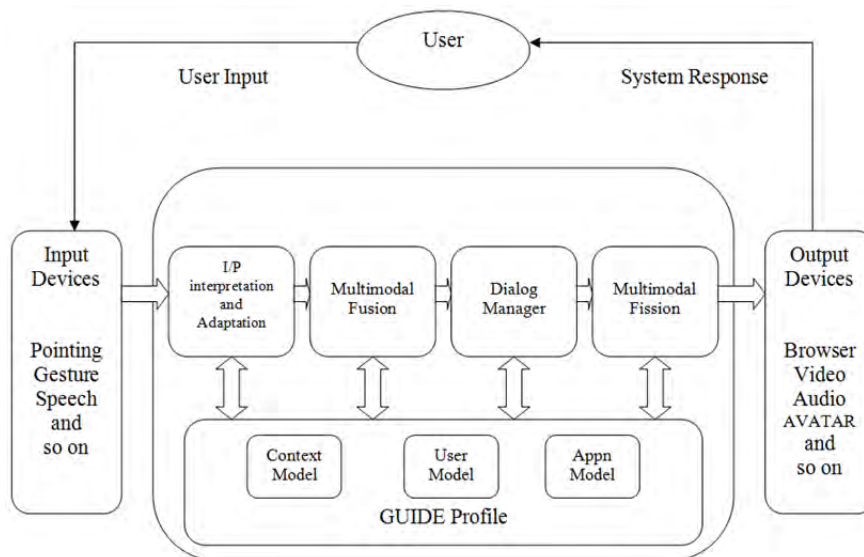 User
User Input
System Response
Input
Devices
Pointing
Gesture
Speech
and
so on
I/P
interpretation
and
Adaptation
Multimodal
Fusion
Dialog
Manager
Multimodal
Fission
Output
Devices
Browser
Video
Audio
AVATAR
and
so on
Context
Model
User
Model
Appn
Model
GUIDE Profile